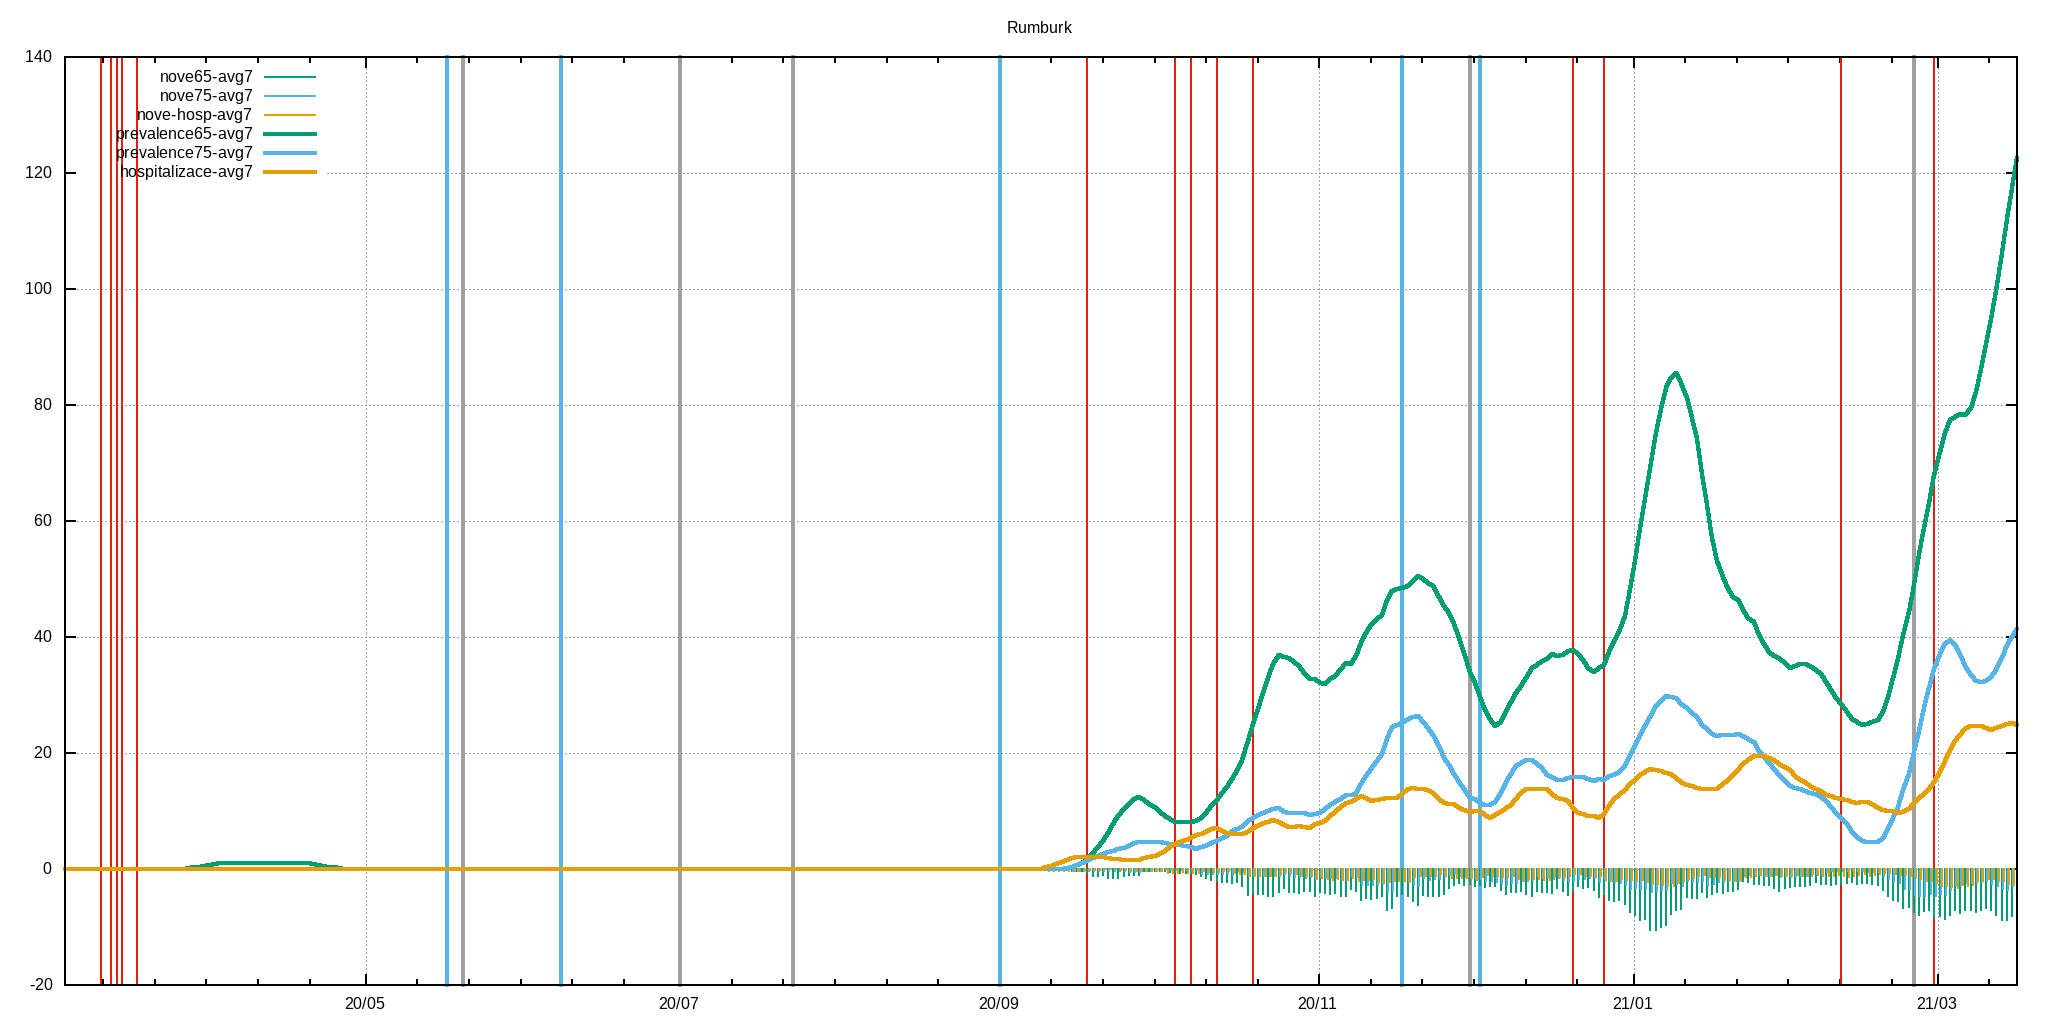 Rumburk
140
nove65-avg7
nove75-avg7
nove-hosp-avg7
prevalence65-avg7
prevalence75-avg7
hospitalizace-avg7
120
100
80
60
40
20
0
-20
20/05 20/07 20/09 20/11 21/01 21/03